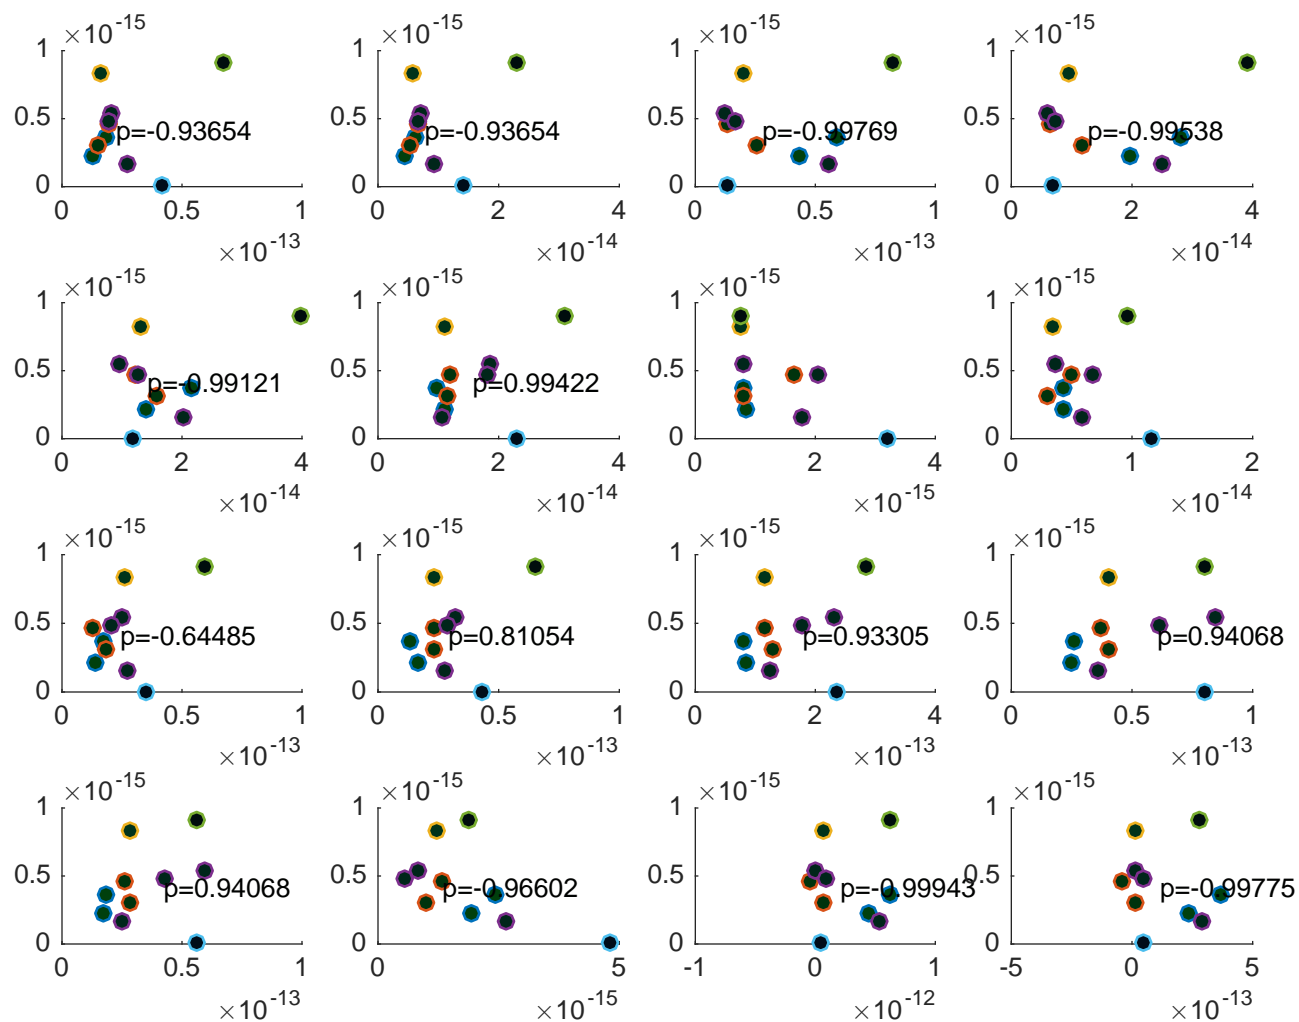 ×10-15 ×10-15 ×10-15 ×10-15
1 1 1 1
0.5 p=-0.93654 0.5 p=-0.93654 0.5 p=-0.99769 0.5 p=-0.99538
0 0 0 0
0 0.5 1 0 2 4 0 0.5 1 0 2 4
×10-13 ×10-14 ×10-13 ×10-14
×10-15 ×10-15 ×10-15 ×10-15
1 1 1 1
0.5 p=-0.99121 0.5 p=0.99422 0.5 0.5
0 0 0 0
0 2 4 0 2 4 0 2 4 0 1 2
×10-14 ×10-14 ×10-15 ×10-14
×10-15 ×10-15 ×10-15 ×10-15
1 1 1 1
0.5 p=-0.64485 0.5 p=0.81054 0.5 p=0.93305 0.5 p=0.94068
0 0 0 0
0 0.5 1 0 0.5 1 0 2 4 0 0.5 1
×10-13 ×10-13 ×10-13 ×10-13
×10-15 ×10-15 ×10-15 ×10-15
1 1 1 1
0.5 p=0.94068 0.5 p=-0.96602 0.5 p=-0.99943 0.5 p=-0.99775
0 0 0 0
0 0.5 1 0 5 -1 0 1 -5 0 5
×10-13 ×10-15 ×10-12 ×10-13